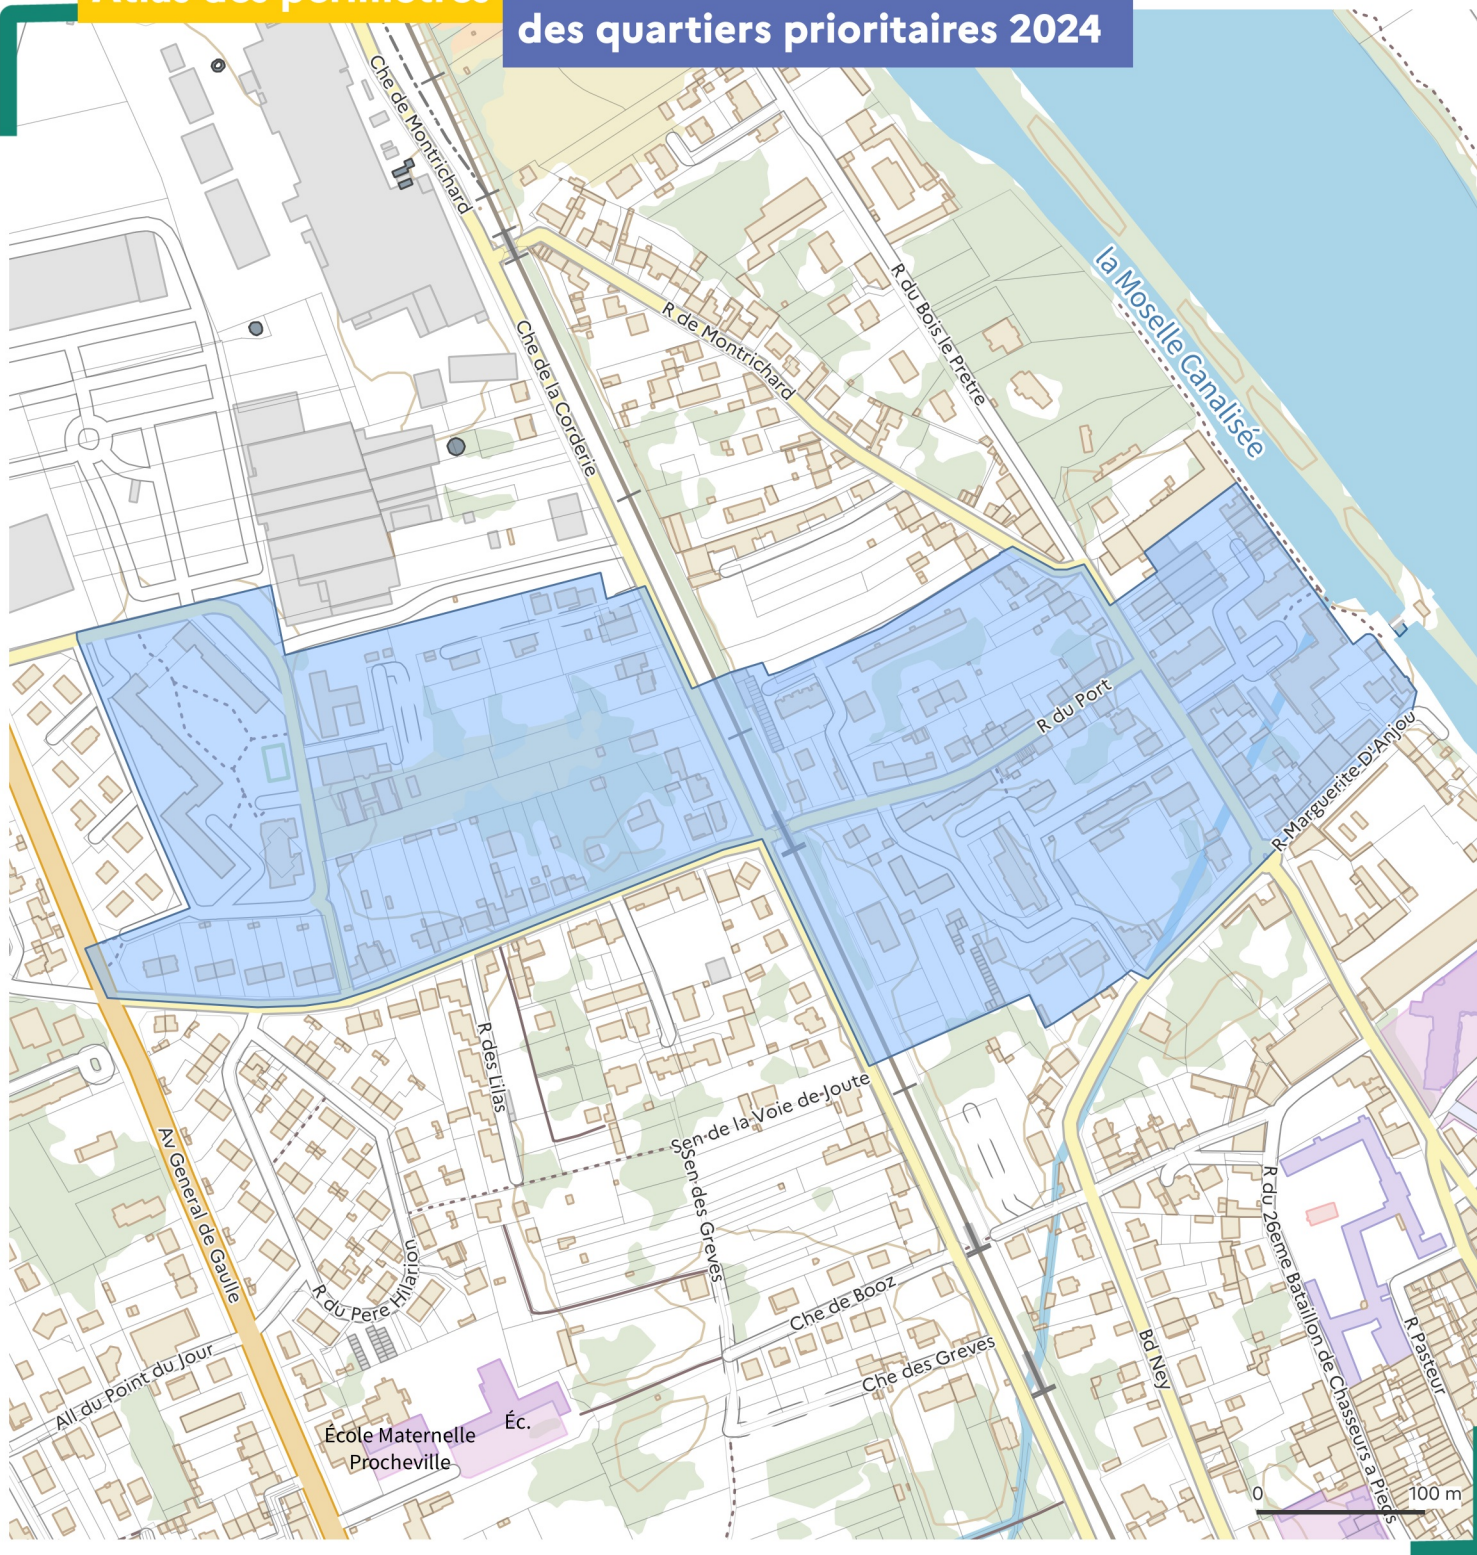 Atlas des périmètres
des quartiers prioritaires 2024
Che de Montrichard
R de Montrichard
R du Bois le Pretre
la Moselle Canalisée
Che de la Corderie
R du Port
R Marguerite D'Anjou
R des Lilas
Sen de la Voie de Joute
Sen des Greves
Av General de Gaulle
R du Pere Hilarion
All du Point du Jour
Che de Booz
Che des Greves
Bd Ney
R du 26eme Bataillon de Chasseurs a Pieds
R Pasteur
École Maternelle
Procheville
Éc.
0
100 m